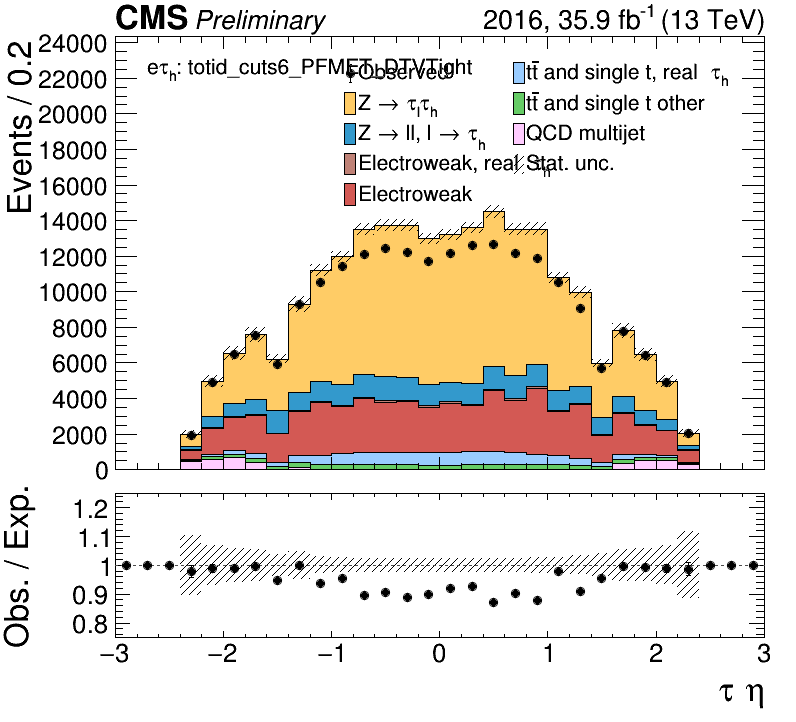 CMS Preliminary 2016, 35.9 fb⁻¹ (13 TeV)
Events / 0.2
24000
22000
20000
18000
16000
14000
12000
10000
8000
6000
4000
2000
0
eτₕ: totid_cuts6_PFMET_DTVTight
Observed
Z → τₗτₕ
Z → ll, l → τₕ
Electroweak, real τₕ
Electroweak
tt̄ and single t, real τₕ
tt̄ and single t other
QCD multijet
Stat. unc.
Obs. / Exp.
1.2
1.1
1
0.9
0.8
−3 −2 −1 0 1 2 3
τ η